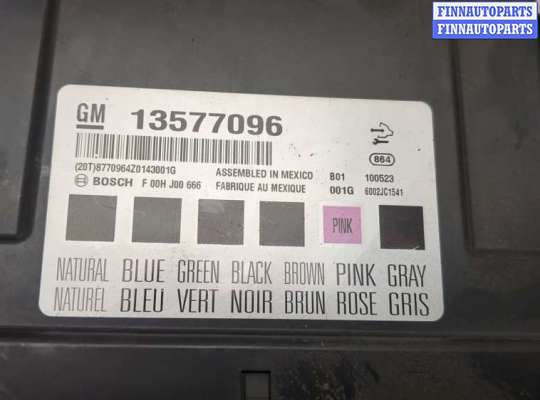 FINNAUTOPARTS
FINNAUTOPARTS
GM 13577096
864
(20T)8770964Z0143001G
ASSEMBLED IN MEXICO B01 100523
BOSCH F 00H J00 666 FABRIQUE AU MEXIQUE 001G 6002JC1541
PINK
NATURAL BLUE GREEN BLACK BROWN PINK GRAY
NATUREL BLEU VERT NOIR BRUN ROSE GRIS